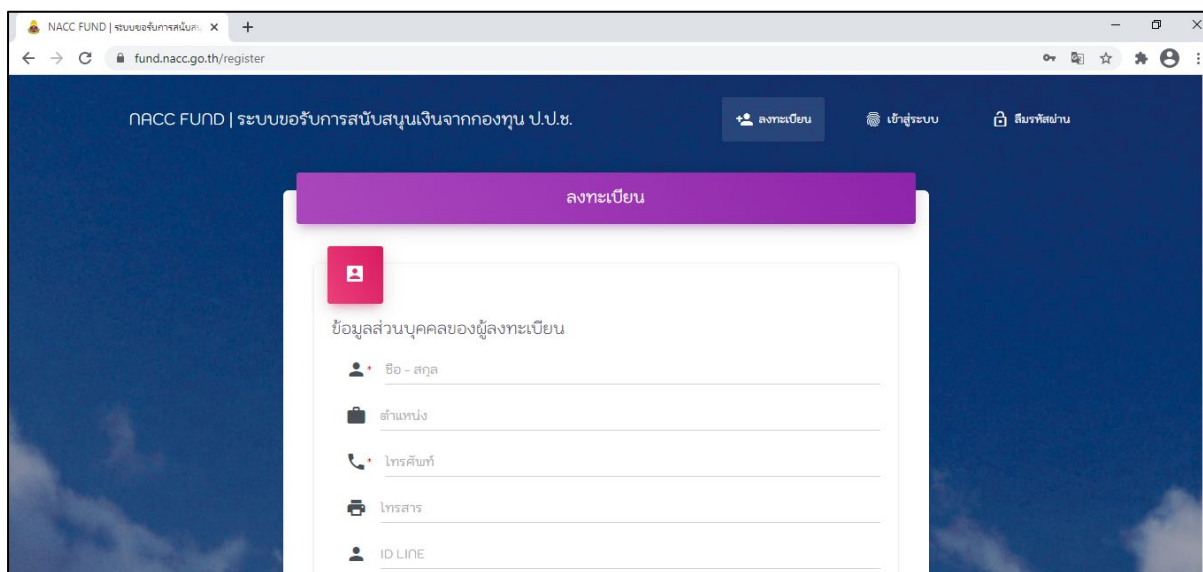 NACC FUND | ระบบขอรับการสนับส
fund.nacc.go.th/register
NACC FUND | ระบบขอรับการสนับสนุนเงินจากกองทุน ป.ป.ช.
ลงทะเบียน
เข้าสู่ระบบ
ลืมรหัสผ่าน
ลงทะเบียน
ข้อมูลส่วนบุคคลของผู้ลงทะเบียน
* ชื่อ - สกุล
ตำแหน่ง
* โทรศัพท์
โทรสาร
ID LINE